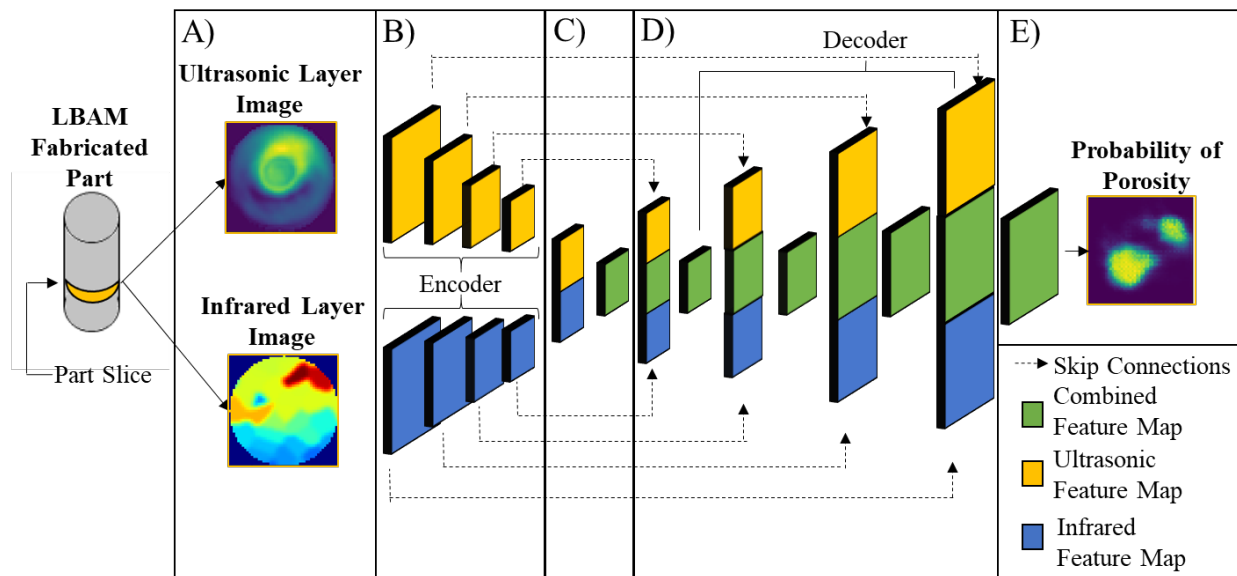 LBAM
Fabricated
Part
Part Slice
A)
Ultrasonic Layer
Image
Infrared Layer
Image
B)
Encoder
C)
D)
Decoder
E)
Probability of
Porosity
Skip Connections
Combined
Feature Map
Ultrasonic
Feature Map
Infrared
Feature Map